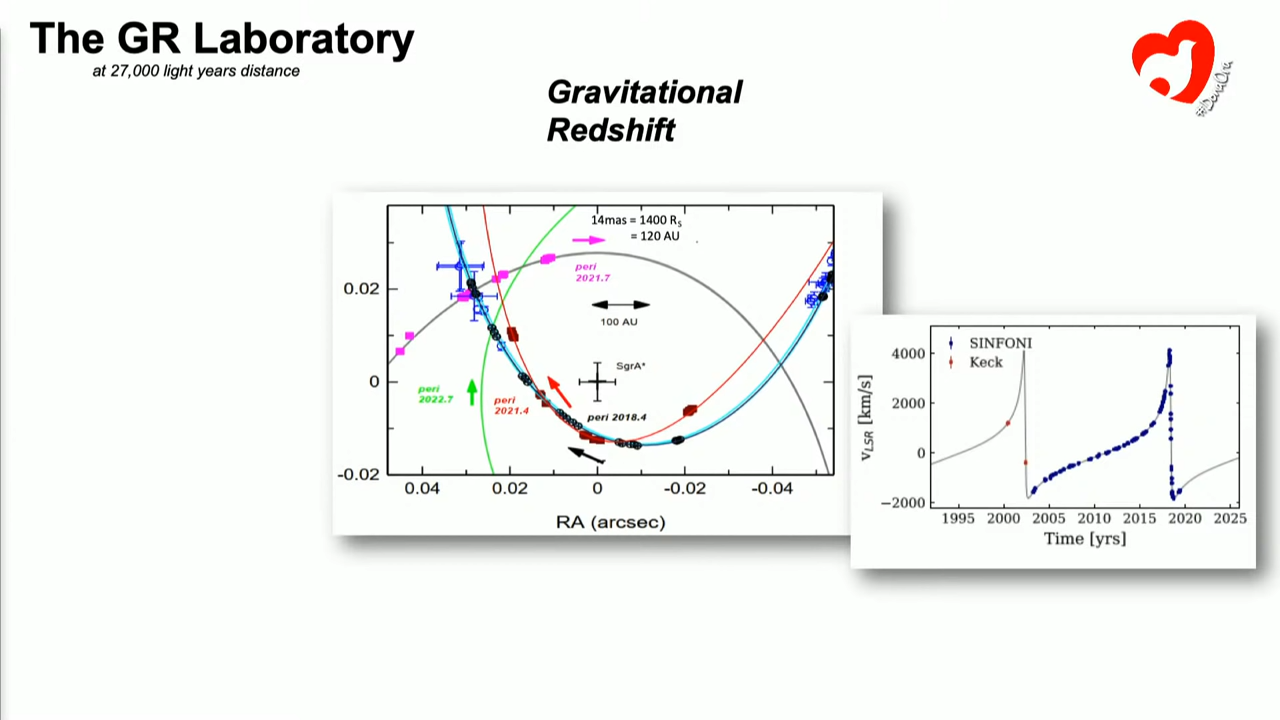 The GR Laboratory
at 27,000 light years distance
#DanaOra
Gravitational
Redshift
14mas = 1400 Rs
= 120 AU
peri
2021.7
100 AU
SgrA*
peri
2022.7
peri
2021.4
peri 2018.4
0.02
0
-0.02
0.04 0.02 0 -0.02 -0.04
RA (arcsec)
SINFONI
Keck
4000
2000
0
−2000
vLSR [km/s]
1995 2000 2005 2010 2015 2020 2025
Time [yrs]